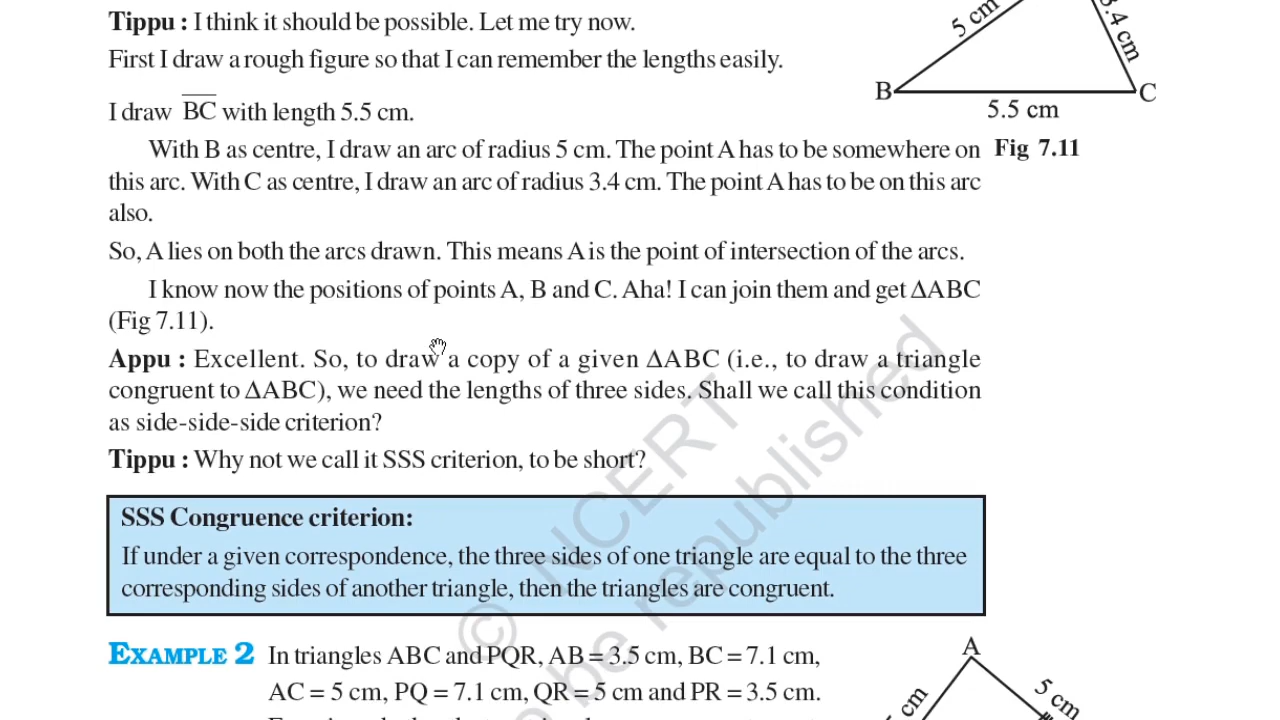 Tippu : I think it should be possible. Let me try now.
First I draw a rough figure so that I can remember the lengths easily.
5 cm
3.4 cm
B
C
5.5 cm
I draw BC with length 5.5 cm.
With B as centre, I draw an arc of radius 5 cm. The point A has to be somewhere on
Fig 7.11
this arc. With C as centre, I draw an arc of radius 3.4 cm. The point A has to be on this arc
also.
So, A lies on both the arcs drawn. This means A is the point of intersection of the arcs.
I know now the positions of points A, B and C. Aha! I can join them and get ΔABC
(Fig 7.11).
Appu : Excellent. So, to draw a copy of a given ΔABC (i.e., to draw a triangle
congruent to ΔABC), we need the lengths of three sides. Shall we call this condition
as side-side-side criterion?
Tippu : Why not we call it SSS criterion, to be short?
SSS Congruence criterion:
If under a given correspondence, the three sides of one triangle are equal to the three
corresponding sides of another triangle, then the triangles are congruent.
EXAMPLE 2 In triangles ABC and PQR, AB = 3.5 cm, BC = 7.1 cm,
AC = 5 cm, PQ = 7.1 cm, QR = 5 cm and PR = 3.5 cm.
A
5 cm
cm
© NCERT
be republished